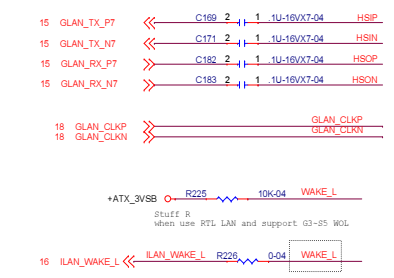 15 GLAN_TX_P7 C169 2 1 .1U-16VX7-04 HSIP
15 GLAN_TX_N7 C171 2 1 .1U-16VX7-04 HSIN
15 GLAN_RX_P7 C182 2 1 .1U-16VX7-04 HSOP
15 GLAN_RX_N7 C183 2 1 .1U-16VX7-04 HSON
18 GLAN_CLKP GLAN_CLKP
18 GLAN_CLKN GLAN_CLKN
+ATX_3VSB R225 10K-04 WAKE_L
Stuff R
when use RTL LAN and support G3-S5 WOL
16 ILAN_WAKE_L ILAN_WAKE_L R226 0-04 WAKE_L